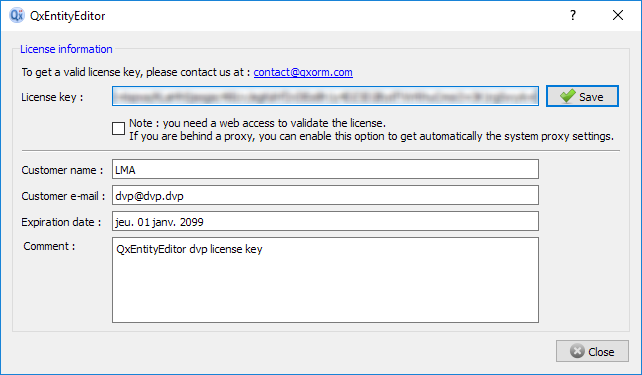 QxEntityEditor
License information
To get a valid license key, please contact us at : contact@qxorm.com
License key :
Save
Note : you need a web access to validate the license.
If you are behind a proxy, you can enable this option to get automatically the system proxy settings.
Customer name : LMA
Customer e-mail : dvp@dvp.dvp
Expiration date : jeu. 01 janv. 2099
Comment : QxEntityEditor dvp license key
Close